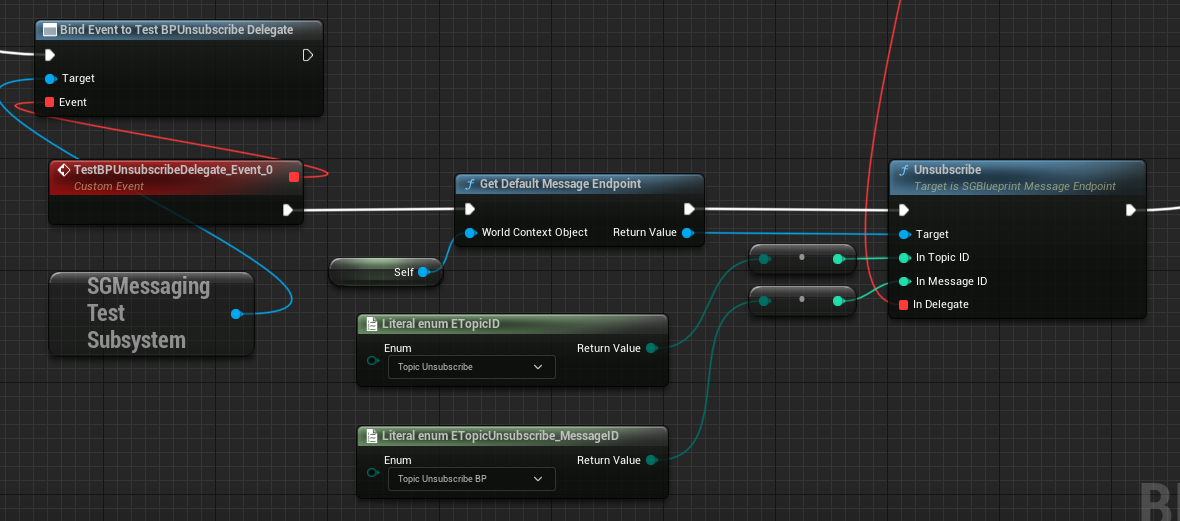 Bind Event to Test BPUnsubscribe Delegate
Target
Event
TestBPUnsubscribeDelegate_Event_0
Custom Event
SGMessaging
Test
Subsystem
Get Default Message Endpoint
World Context Object Return Value
Self
Literal enum ETopicID
Enum Return Value
Topic Unsubscribe
Literal enum ETopicUnsubscribe_MessageID
Enum Return Value
Topic Unsubscribe BP
Unsubscribe
Target is SGBlueprint Message Endpoint
Target
In Topic ID
In Message ID
In Delegate